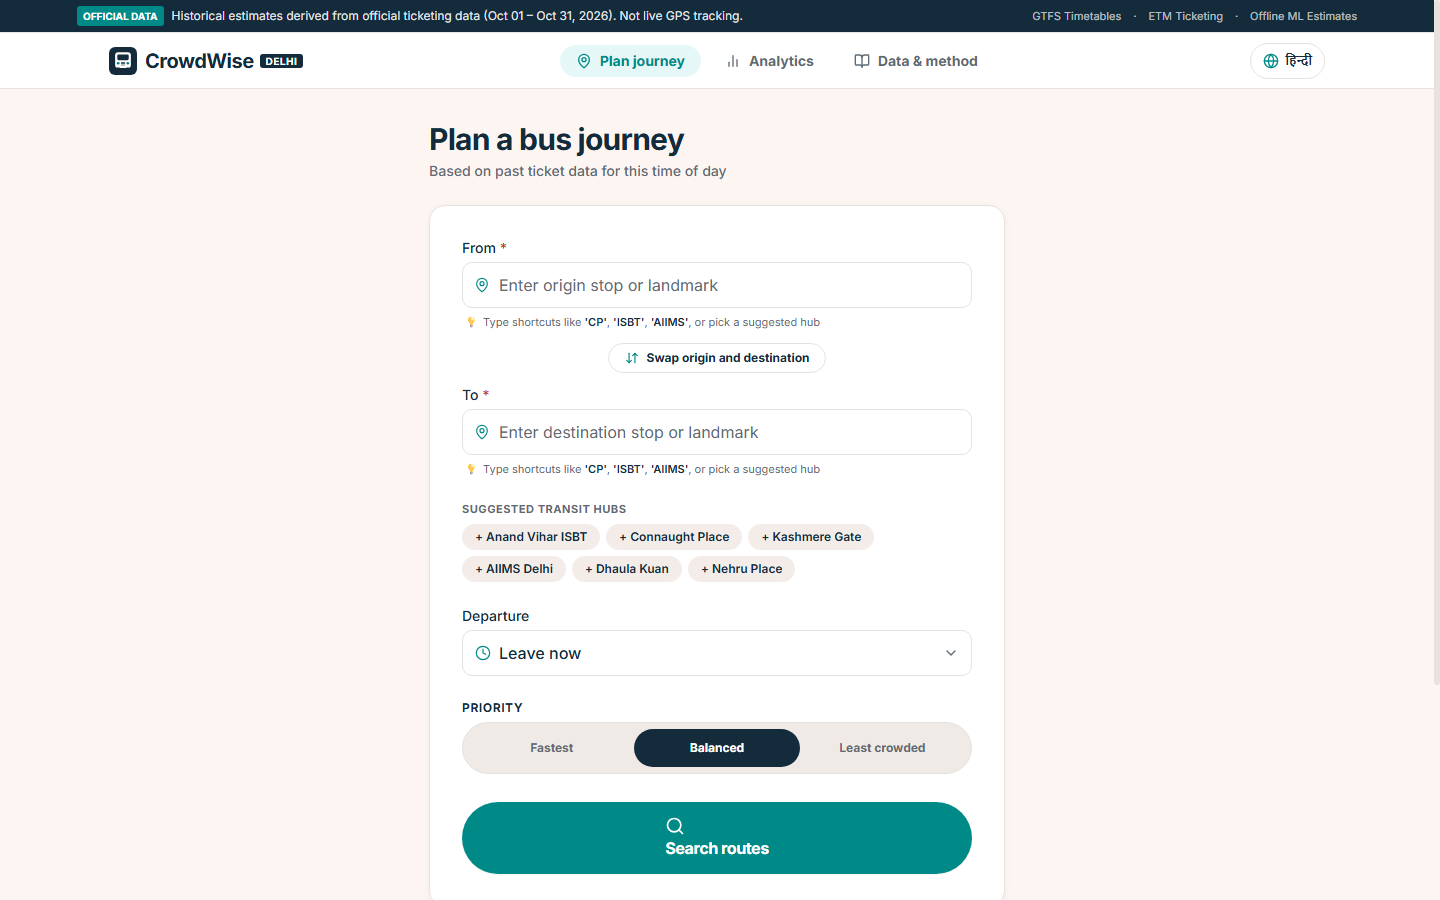 OFFICIAL DATA Historical estimates derived from official ticketing data (Oct 01 – Oct 31, 2026). Not live GPS tracking. GTFS Timetables · ETM Ticketing · Offline ML Estimates
CrowdWise DELHI Plan journey Analytics Data & method हिन्दी
Plan a bus journey
Based on past ticket data for this time of day
From *
Enter origin stop or landmark
Type shortcuts like 'CP', 'ISBT', 'AIIMS', or pick a suggested hub
Swap origin and destination
To *
Enter destination stop or landmark
Type shortcuts like 'CP', 'ISBT', 'AIIMS', or pick a suggested hub
SUGGESTED TRANSIT HUBS
+ Anand Vihar ISBT + Connaught Place + Kashmere Gate
+ AIIMS Delhi + Dhaula Kuan + Nehru Place
Departure
Leave now
PRIORITY
Fastest Balanced Least crowded
Search routes